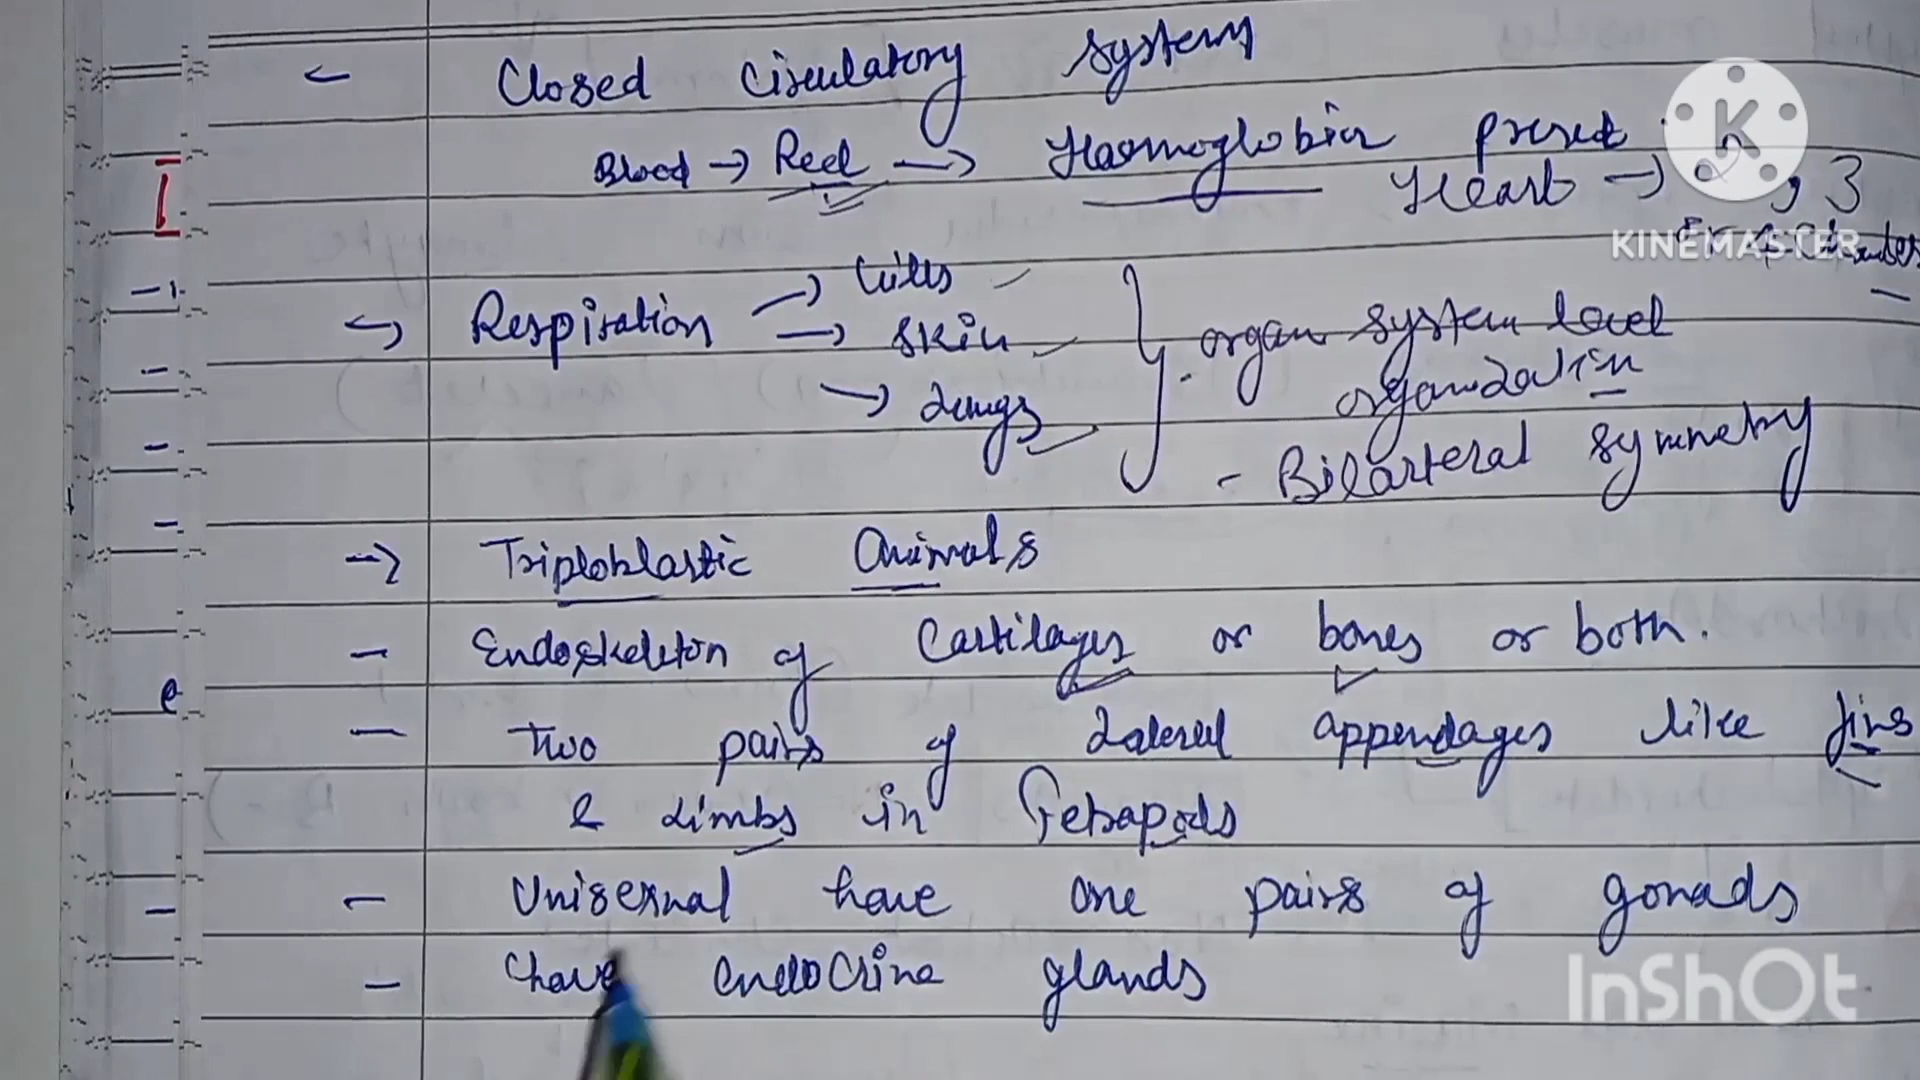 Closed Circulatory System
Blood → Red → Haemoglobin present
Heart → 2, 3
KINEMASTER
Respiration → Gills
→ Skin
→ Lungs
organ system level
organization
- Bilarteral symmetry
→ Triploblastic Animals
- Endoskeleton of Cartilages or bones or both.
- Two pairs of Lateral appendages like fins
& Limbs in Tetrapods
- Unisexual have one pairs of gonads
- have endocrine glands
InShOt